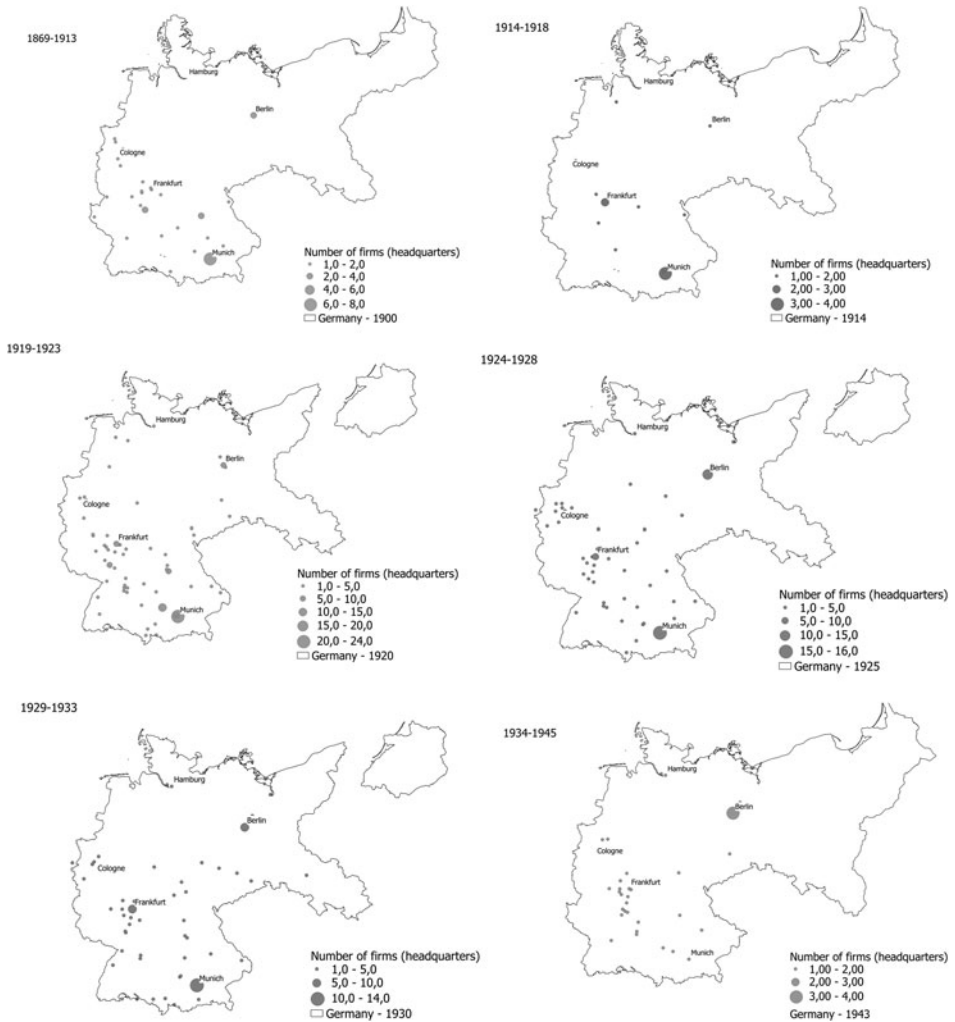 1869-1913
Hamburg
Berlin
Cologne
Frankfurt
Munich
Number of firms (headquarters)
1,0 - 2,0
2,0 - 4,0
4,0 - 6,0
6,0 - 8,0
Germany - 1900
1914-1918
Hamburg
Berlin
Cologne
Frankfurt
Munich
Number of firms (headquarters)
1,00 - 2,00
2,00 - 3,00
3,00 - 4,00
Germany - 1914
1919-1923
Hamburg
Berlin
Cologne
Frankfurt
Munich
Number of firms (headquarters)
1,0 - 5,0
5,0 - 10,0
10,0 - 15,0
15,0 - 20,0
20,0 - 24,0
Germany - 1920
1924-1928
Hamburg
Berlin
Cologne
Frankfurt
Munich
Number of firms (headquarters)
1,0 - 5,0
5,0 - 10,0
10,0 - 15,0
15,0 - 16,0
Germany - 1925
1929-1933
Hamburg
Berlin
Cologne
Frankfurt
Munich
Number of firms (headquarters)
1,0 - 5,0
5,0 - 10,0
10,0 - 14,0
Germany - 1930
1934-1945
Hamburg
Berlin
Cologne
Frankfurt
Munich
Number of firms (headquarters)
1,00 - 2,00
2,00 - 3,00
3,00 - 4,00
Germany - 1943